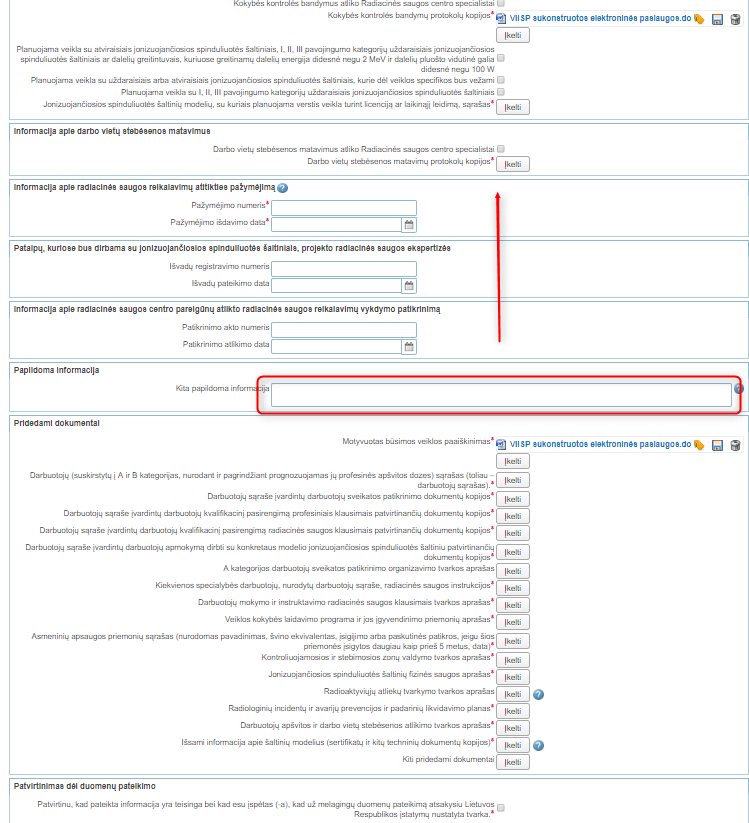 Kokybės kontrolės bandymus atliko Radiacinės saugos centro specialistai
Kokybės kontrolės bandymų protokolų kopijos* VIISP sukonstruotos elektroninės paslaugos.do
Įkelti
Planuojama veikla su atviraisiais jonizuojančiosios spinduliuotės šaltiniais, I, II, III pavojingumo kategorijų uždaraisiais jonizuojančiosios
spinduliuotės šaltiniais ar dalelių greitintuvais, kuriuose greitinamų dalelių energija didesnė negu 2 MeV ir dalelių pluošto vidutinė galia
didesnė negu 100 W
Planuojama veikla su uždaraisiais arba atviraisiais jonizuojančiosios spinduliuotės šaltiniais, kurie dėl veiklos specifikos bus vežami
Planuojama veikla su I, II, III pavojingumo kategorijų uždaraisiais jonizuojančiosios spinduliuotės šaltiniais
Jonizuojančiosios spinduliuotės šaltinių modelių, su kuriais planuojama verstis veikla turint licenciją ar laikinąjį leidimą, sąrašas* Įkelti
Informacija apie darbo vietų stebėsenos matavimus
Darbo vietų stebėsenos matavimus atliko Radiacinės saugos centro specialistai
Darbo vietų stebėsenos matavimų protokolų kopijos* Įkelti
Informacija apie radiacinės saugos reikalavimų atitikties pažymėjimą ?
Pažymėjimo numeris*
Pažymėjimo išdavimo data*
Patalpų, kuriose bus dirbama su jonizuojančiosios spinduliuotės šaltiniais, projekto radiacinės saugos ekspertizės
Išvadų registravimo numeris
Išvadų pateikimo data
Informacija apie radiacinės saugos centro pareigūnų atlikto radiacinės saugos reikalavimų vykdymo patikrinimą
Patikrinimo akto numeris
Patikrinimo atlikimo data
Papildoma informacija
Kita papildoma informacija ?
Pridedami dokumentai
Motyvuotas būsimos veiklos paaiškinimas* VIISP sukonstruotos elektroninės paslaugos.do
Įkelti
Darbuotojų (suskirstytų į A ir B kategorijas, nurodant ir pagrindžiant prognozuojamas jų profesinės apšvitos dozes) sąrašas (toliau –
darbuotojų sąrašas).* Įkelti
Darbuotojų sąraše įvardintų darbuotojų sveikatos patikrinimo dokumentų kopijos* Įkelti
Darbuotojų sąraše įvardintų darbuotojų kvalifikacinį pasirengimą profesiniais klausimais patvirtinančių dokumentų kopijos* Įkelti
Darbuotojų sąraše įvardintų darbuotojų kvalifikacinį pasirengimą radiacinės saugos klausimais patvirtinančių dokumentų kopijos* Įkelti
Darbuotojų sąraše įvardintų darbuotojų apmokymą dirbti su konkretaus modelio jonizuojančiosios spinduliuotės šaltiniu patvirtinančių
dokumentų kopijos* Įkelti
A kategorijos darbuotojų sveikatos patikrinimo organizavimo tvarkos aprašas Įkelti
Kiekvienos specialybės darbuotojų, nurodytų darbuotojų sąraše, radiacinės saugos instrukcijos* Įkelti
Darbuotojų mokymo ir instruktavimo radiacinės saugos klausimais tvarkos aprašas* Įkelti
Veiklos kokybės laidavimo programa ir jos įgyvendinimo priemonių aprašas* Įkelti
Asmeninių apsaugos priemonių sąrašas (nurodomas pavadinimas, švino ekvivalentas, įsigijimo arba paskutinės patikros, jeigu šios
priemonės įsigytos daugiau kaip prieš 5 metus, data)* Įkelti
Kontroliuojamosios ir stebimosios zonų valdymo tvarkos aprašas* Įkelti
Jonizuojančiosios spinduliuotės šaltinių fizinės saugos aprašas* Įkelti
Radioaktyviųjų atliekų tvarkymo tvarkos aprašas Įkelti ?
Radiologinių incidentų ir avarijų prevencijos ir padarinių likvidavimo planas* Įkelti
Darbuotojų apšvitos ir darbo vietų stebėsenos atlikimo tvarkos aprašas* Įkelti
Išsami informacija apie šaltinių modelius (sertifikatų ir kitų techninių dokumentų kopijos)* Įkelti ?
Kiti pridedami dokumentai Įkelti
Patvirtinimas dėl duomenų pateikimo
Patvirtinu, kad pateikta informacija yra teisinga bei kad esu įspėtas (-a), kad už melagingų duomenų pateikimą atsakysiu Lietuvos
Respublikos įstatymų nustatyta tvarka.*